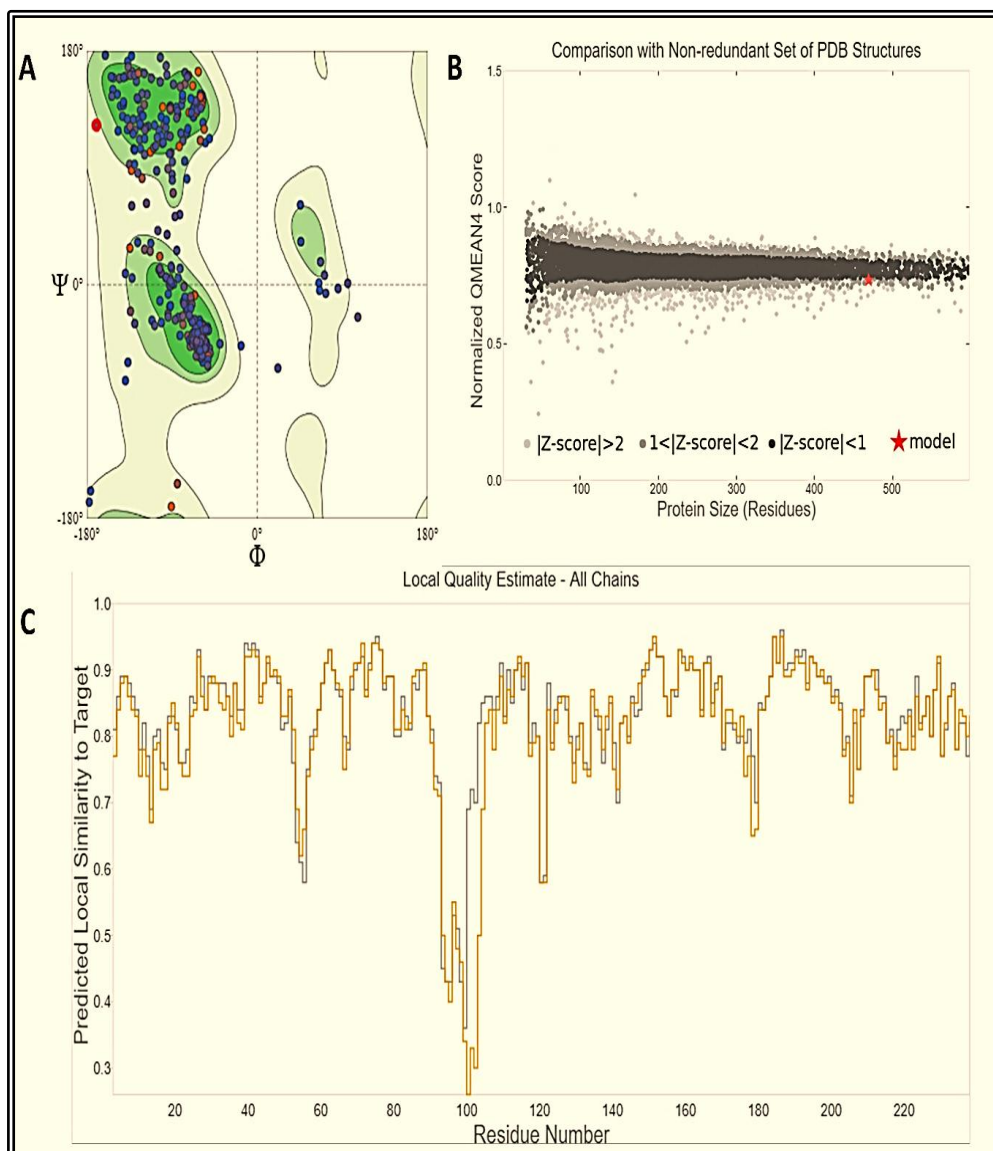 A
180°
Ψ
0°
-180°
-180°
0°
180°
Φ
B
Comparison with Non-redundant Set of PDB Structures
Normalized QMEAN4 Score
1.5
1.0
0.5
0.0
|Z-score|>2
1<|Z-score|<2
|Z-score|<1
model
100
200
300
400
500
Protein Size (Residues)
C
Local Quality Estimate - All Chains
Predicted Local Similarity to Target
1.0
0.9
0.8
0.7
0.6
0.5
0.4
0.3
20
40
60
80
100
120
140
160
180
200
220
Residue Number